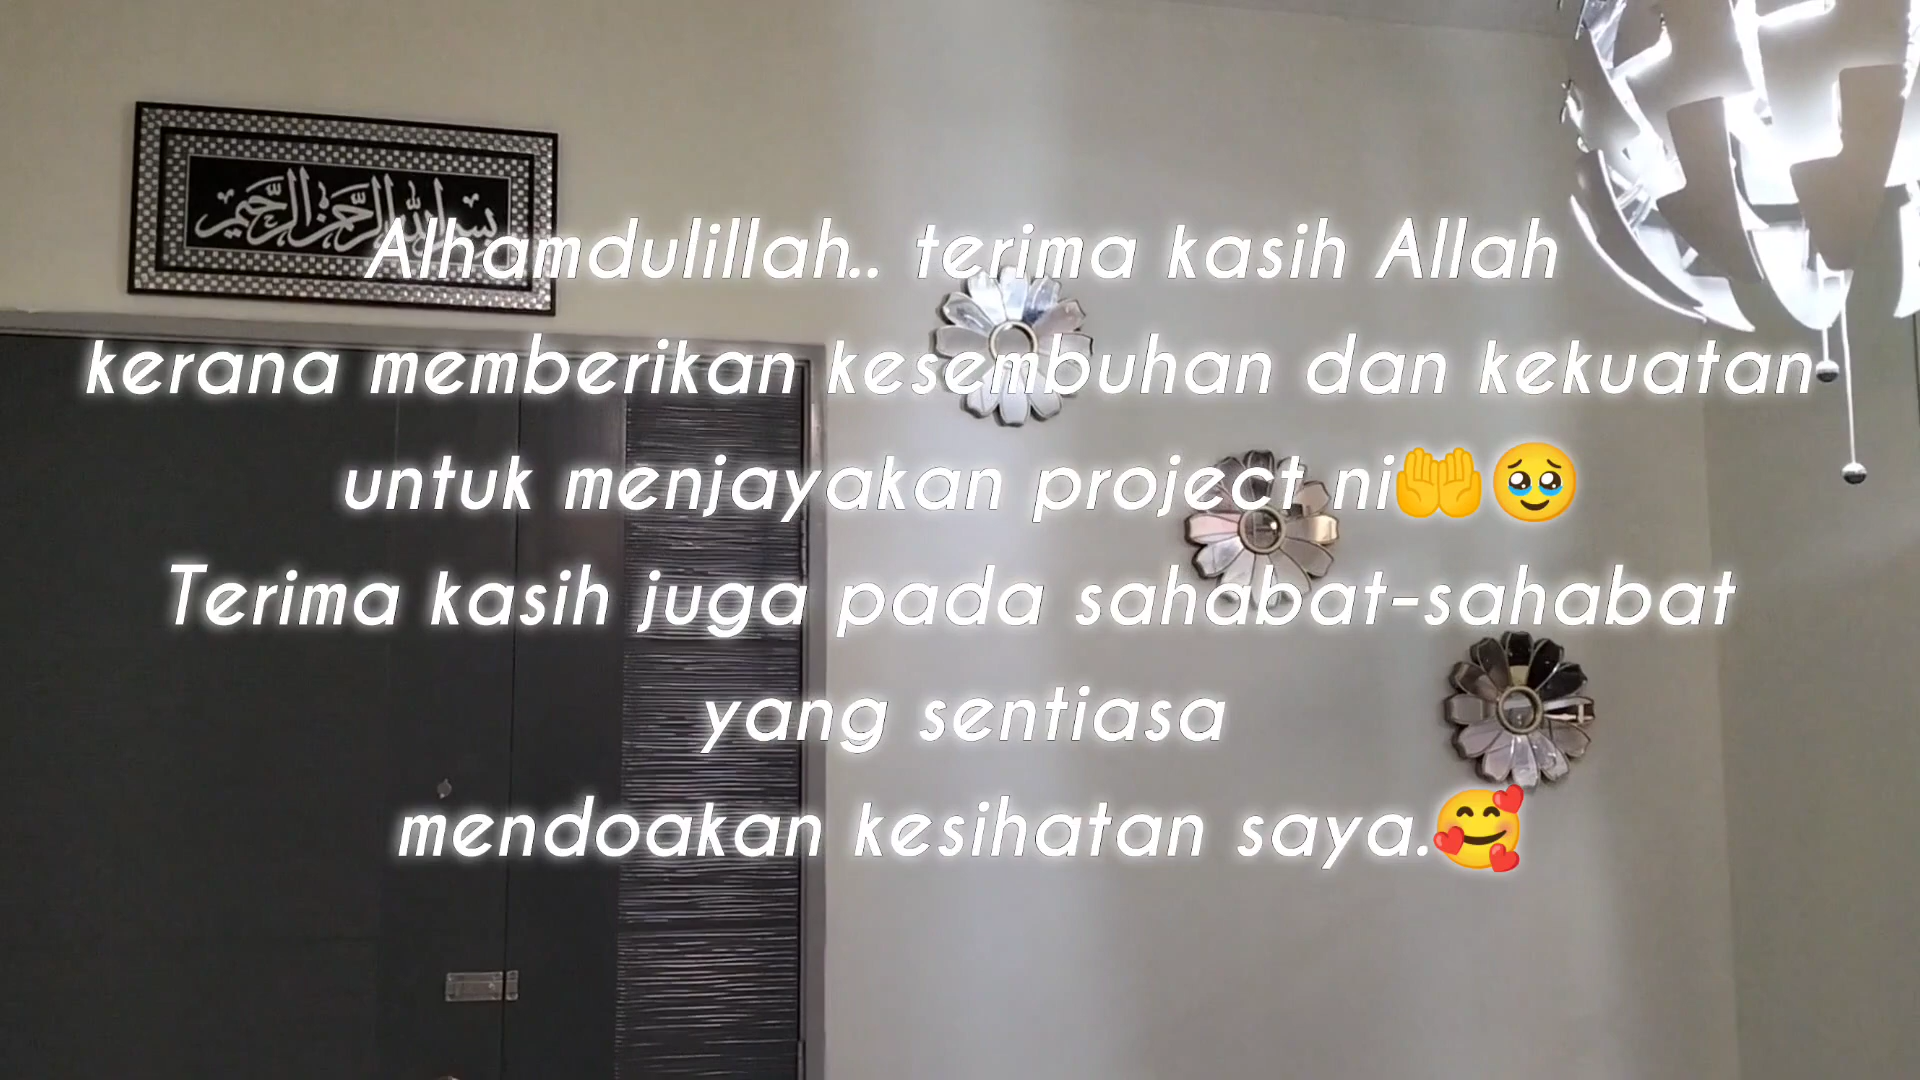 بسم الله الرحمن الرحيم
Alhamdulillah.. terima kasih Allah
kerana memberikan kesembuhan dan kekuatan
untuk menjayakan project ni🤲🥹
Terima kasih juga pada sahabat-sahabat
yang sentiasa
mendoakan kesihatan saya.🥰